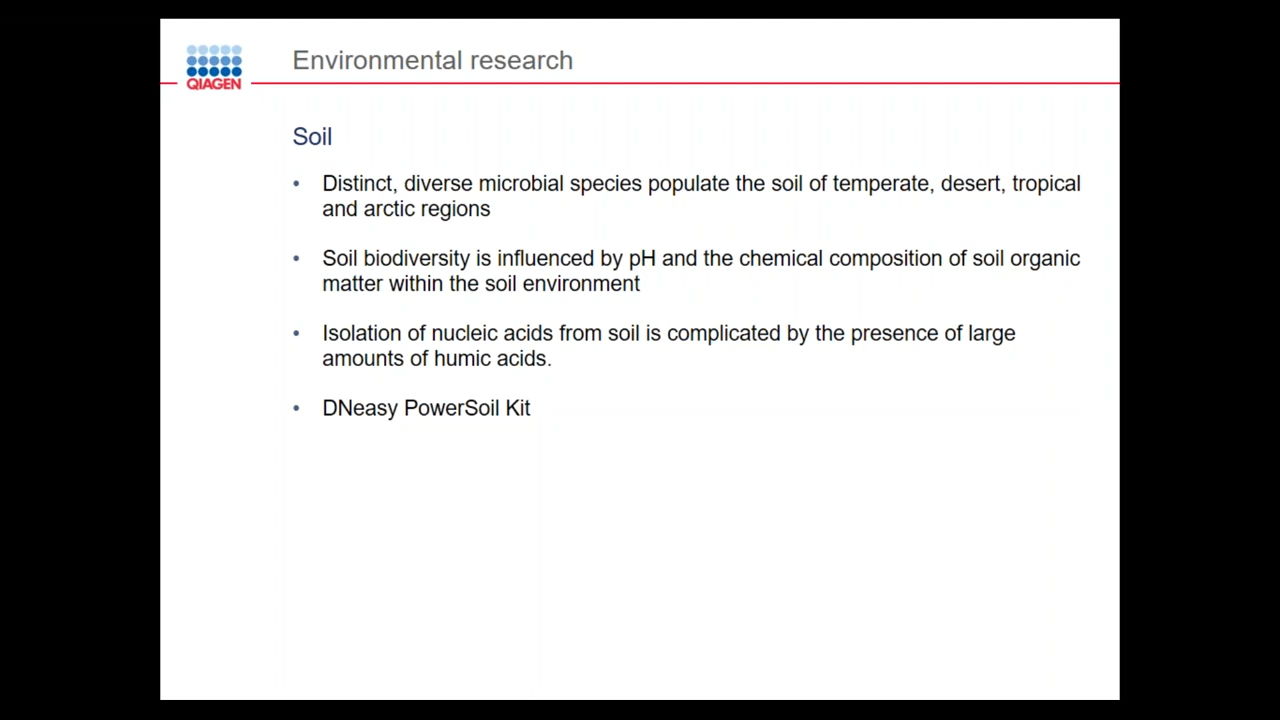 QIAGEN
Environmental research
Soil
• Distinct, diverse microbial species populate the soil of temperate, desert, tropical
and arctic regions
• Soil biodiversity is influenced by pH and the chemical composition of soil organic
matter within the soil environment
• Isolation of nucleic acids from soil is complicated by the presence of large
amounts of humic acids.
• DNeasy PowerSoil Kit